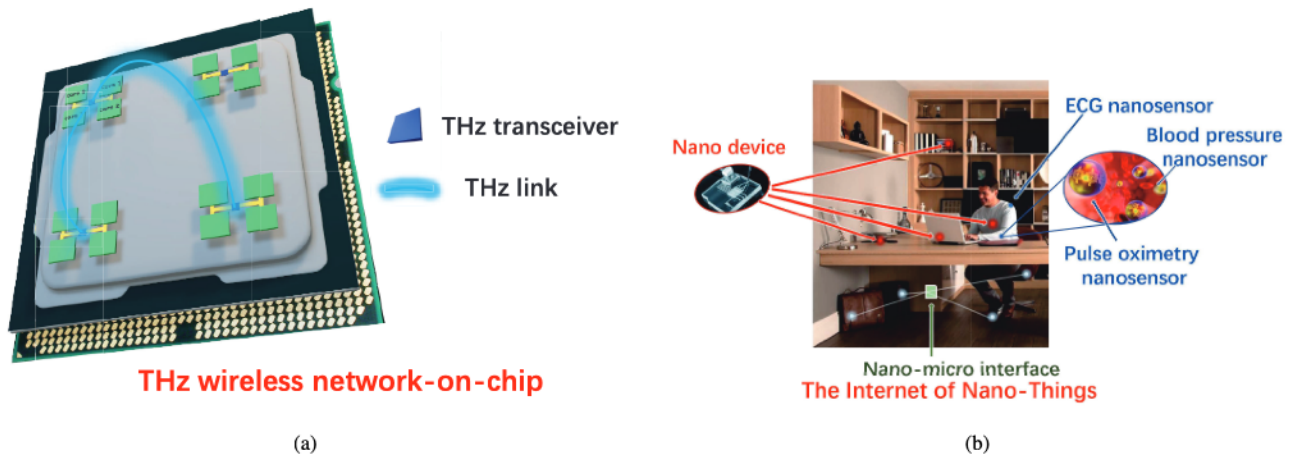 THz transceiver
THz link
THz wireless network-on-chip
(a)
Nano device
ECG nanosensor
Blood pressure
nanosensor
Pulse oximetry
nanosensor
Nano-micro interface
The Internet of Nano-Things
(b)